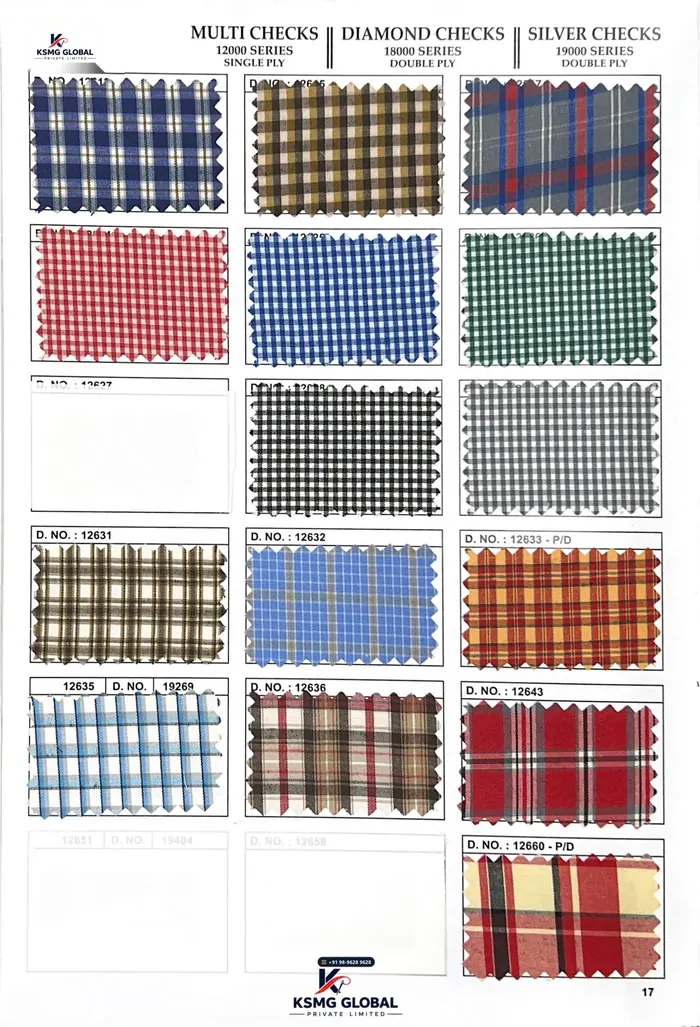 KSMG GLOBAL
PRIVATE LIMITED
MULTI CHECKS
12000 SERIES
SINGLE PLY
DIAMOND CHECKS
18000 SERIES
DOUBLE PLY
SILVER CHECKS
19000 SERIES
DOUBLE PLY
D. NO. : 12627
D. NO. : 12631
D. NO. : 12632
D. NO. : 12633 - P/D
12635 D. NO. 19269
D. NO. : 12636
D. NO. : 12643
12651 D. NO. 19404
D. NO. : 12658
D. NO. : 12660 - P/D
+91 98-9628 9628
KSMG GLOBAL
PRIVATE LIMITED
17